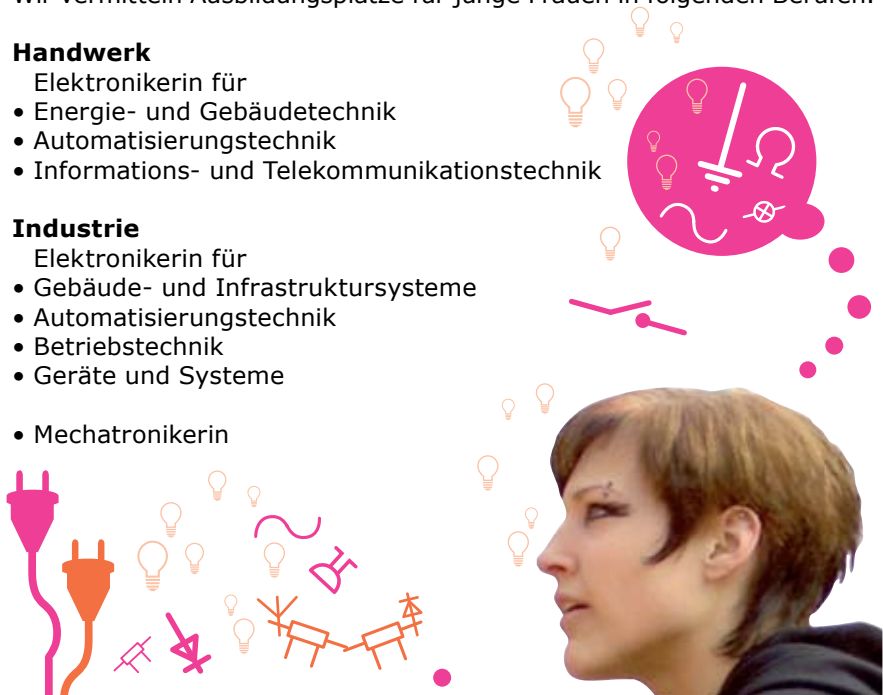 Wir vermitteln Ausbildungsplätze für junge Frauen in folgenden Berufen:
Handwerk
Elektronikerin für
• Energie- und Gebäudetechnik
• Automatisierungstechnik
• Informations- und Telekommunikationstechnik
Industrie
Elektronikerin für
• Gebäude- und Infrastruktursysteme
• Automatisierungstechnik
• Betriebstechnik
• Geräte und Systeme
• Mechatronikerin